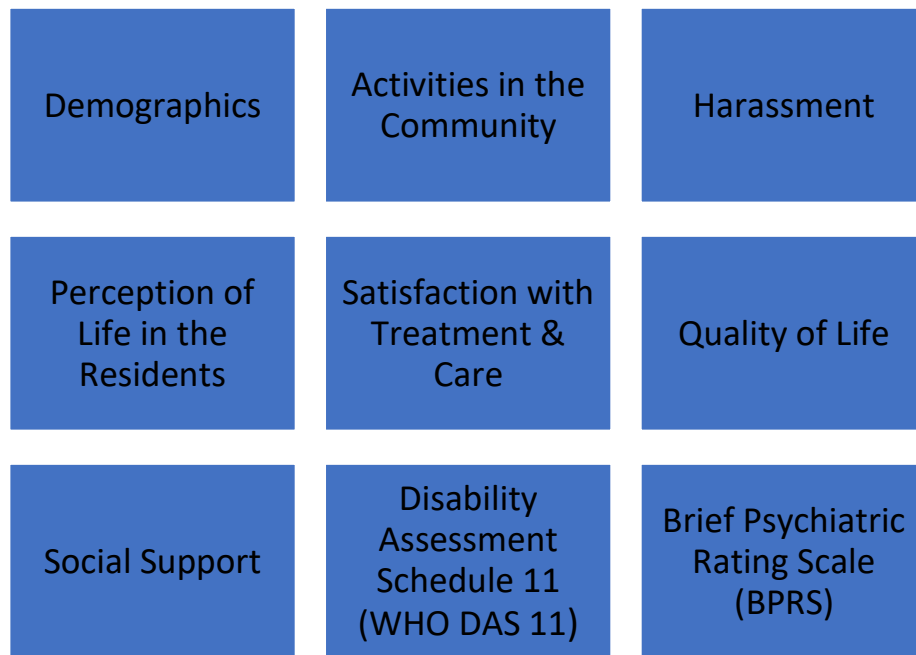 Demographics
Activities in the
Community
Harassment
Perception of
Life in the
Residents
Satisfaction with
Treatment &
Care
Quality of Life
Social Support
Disability
Assessment
Schedule 11
(WHO DAS 11)
Brief Psychiatric
Rating Scale
(BPRS)